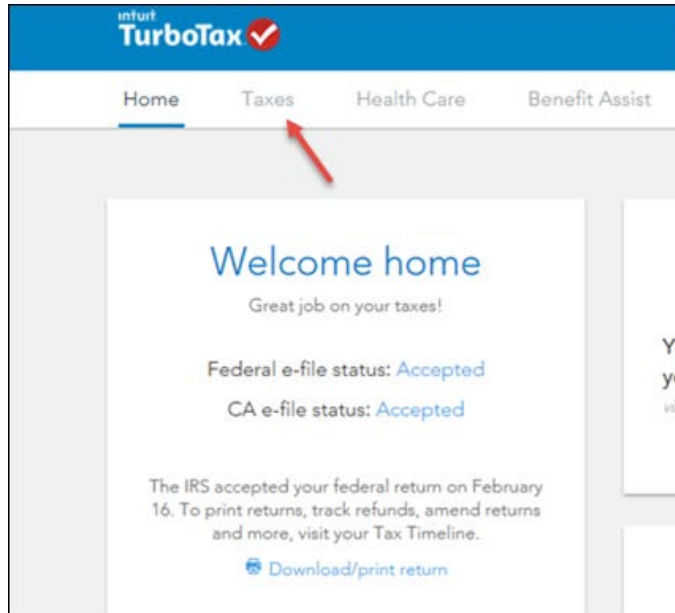 intuit
TurboTax
Home Taxes Health Care Benefit Assist
Welcome home
Great job on your taxes!
Federal e-file status: Accepted
CA e-file status: Accepted
The IRS accepted your federal return on February
16. To print returns, track refunds, amend returns
and more, visit your Tax Timeline.
Download/print return